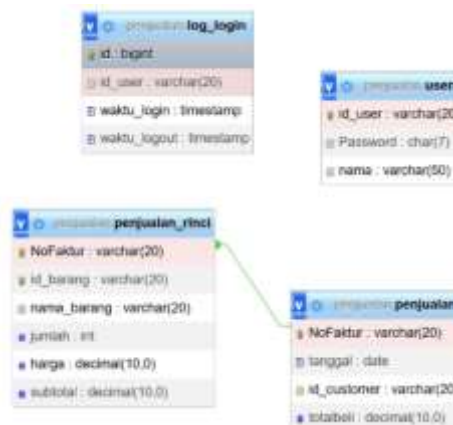 penjualan log_login
id : bigint
id_user : varchar(20)
waktu_login : timestamp
waktu_logout : timestamp
user
id_user : varchar(20
Password : char(7)
nama : varchar(50)
penjualan_rinci
NoFaktur : varchar(20)
id_barang : varchar(20)
nama_barang : varchar(20)
jumlah : int
harga : decimal(10,0)
subtotal : decimal(10,0)
penjualan
NoFaktur : varchar(20)
tanggal : date
id_customer : varchar(20
totalbeli : decimal(10,0)